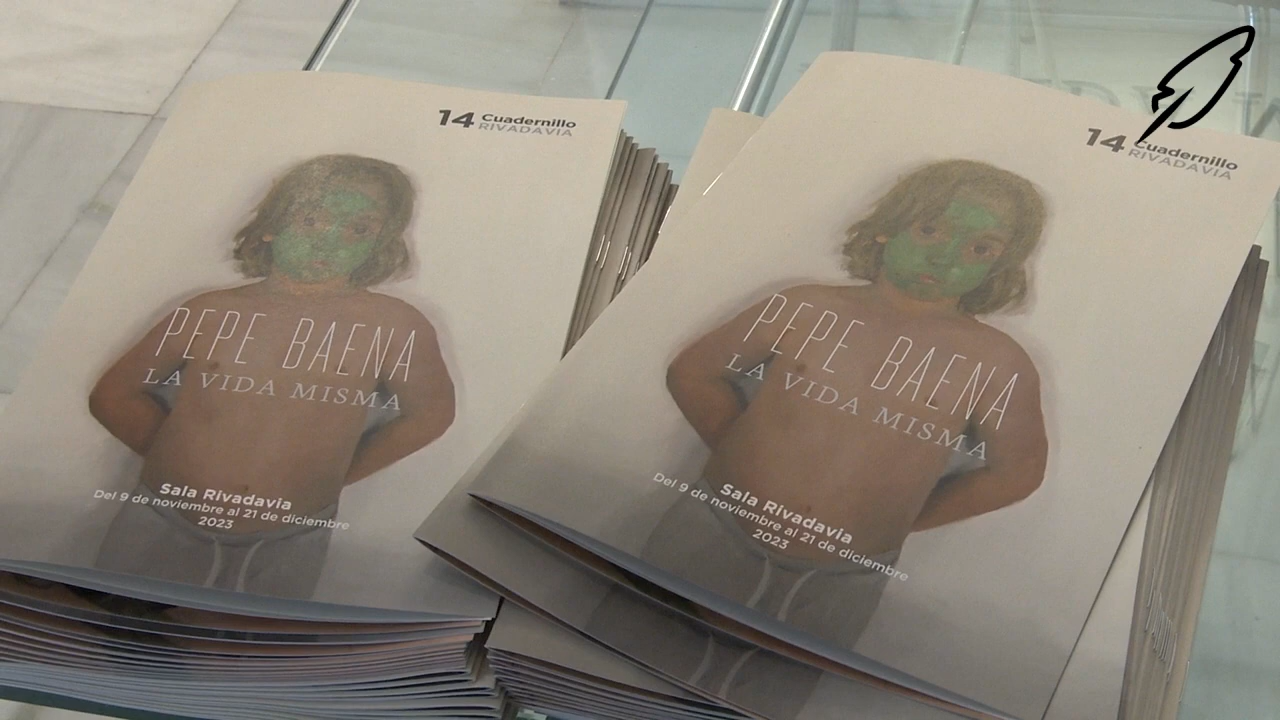 14 Cuadernillo
RIVADAVIA
PEPE BAENA
LA VIDA MISMA
Sala Rivadavia
Del 9 de noviembre al 21 de diciembre
2023
14 Cuadernillo
RIVADAVIA
PEPE BAENA
LA VIDA MISMA
Sala Rivadavia
Del 9 de noviembre al 21 de diciembre
2023